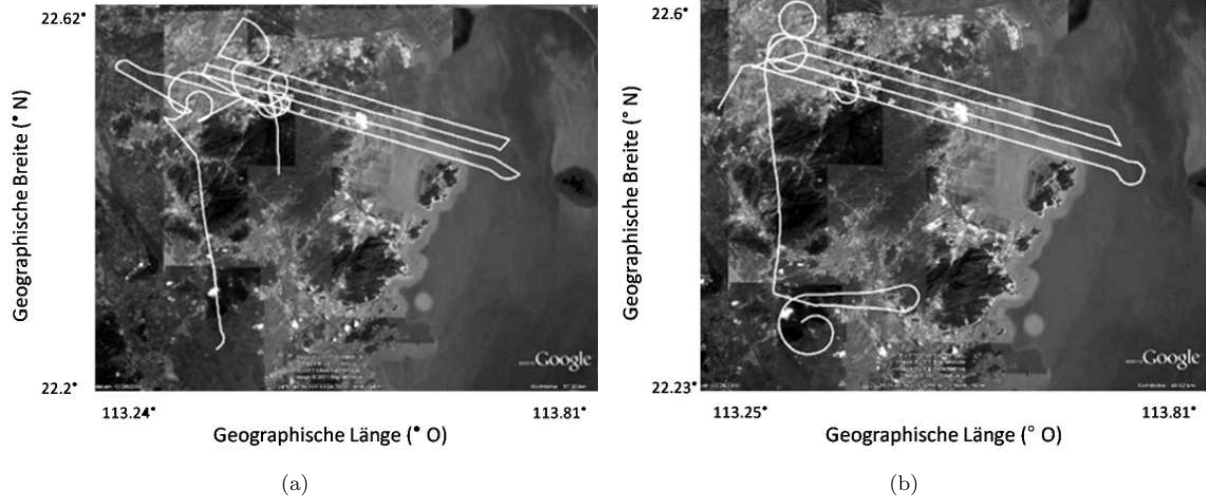 22.62°
Geographische Breite (° N)
22.2°
113.24°
113.81°
Geographische Länge (° O)
Google
(a)
22.6°
Geographische Breite (° N)
22.23°
113.25°
113.81°
Geographische Länge (° O)
Google
(b)